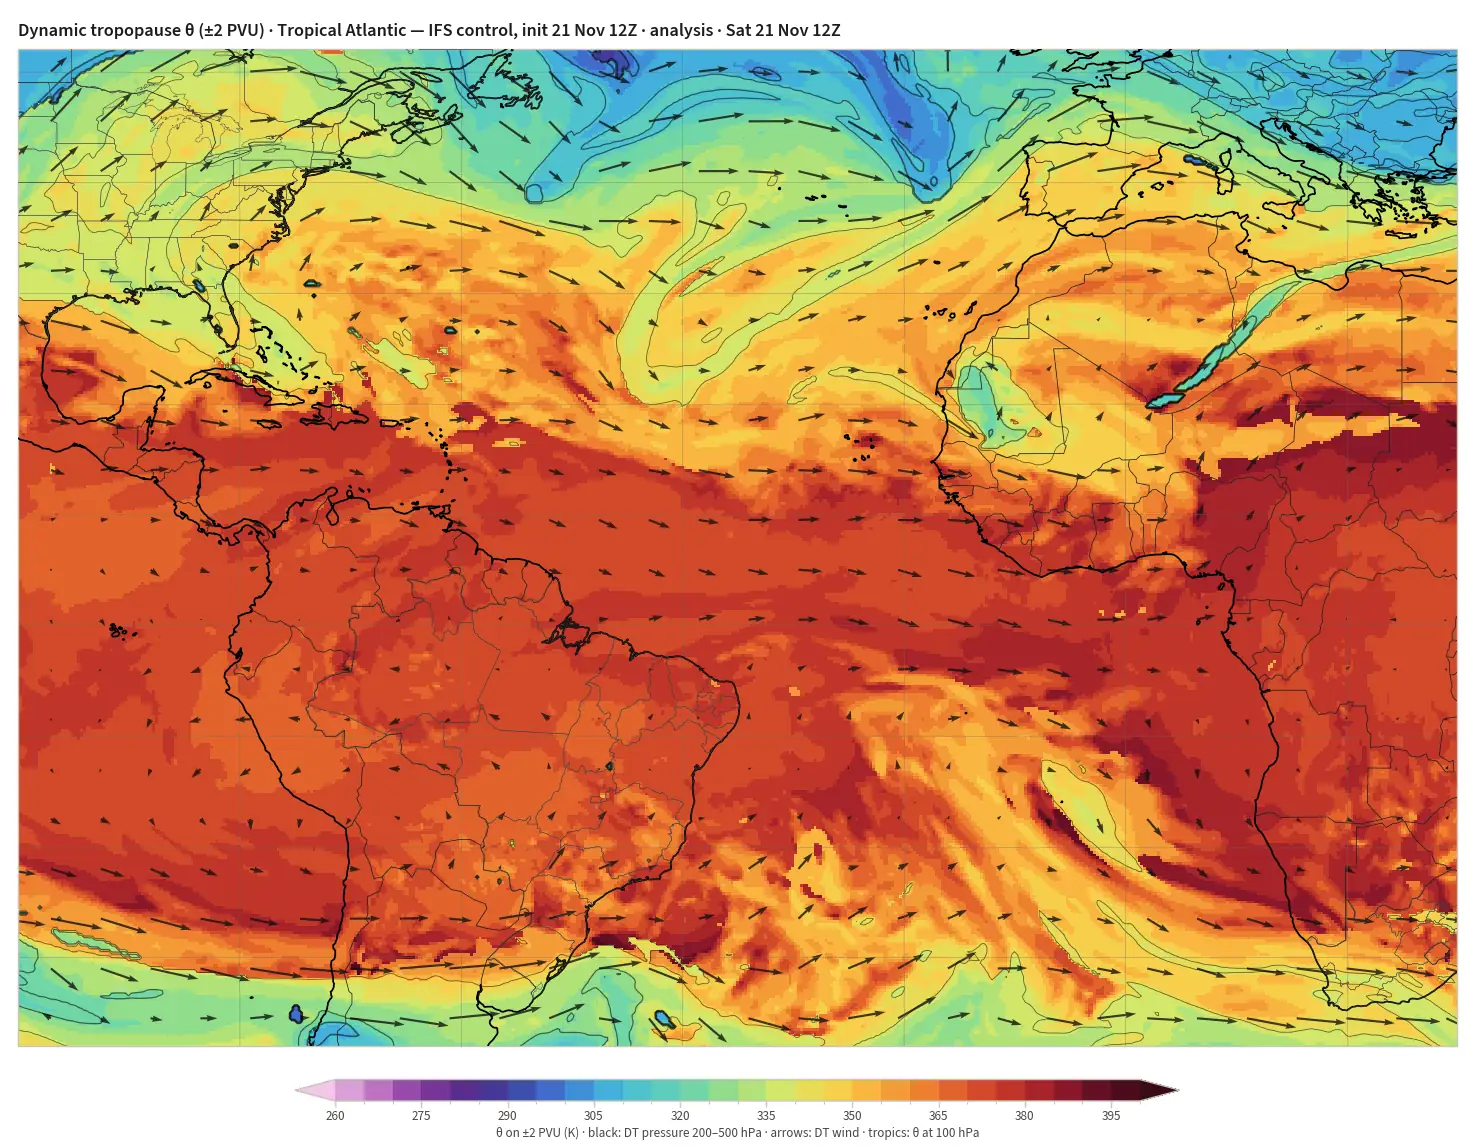 Dynamic tropopause θ (±2 PVU) · Tropical Atlantic — IFS control, init 21 Nov 12Z · analysis · Sat 21 Nov 12Z
260 275 290 305 320 335 350 365 380 395
θ on ±2 PVU (K) · black: DT pressure 200–500 hPa · arrows: DT wind · tropics: θ at 100 hPa